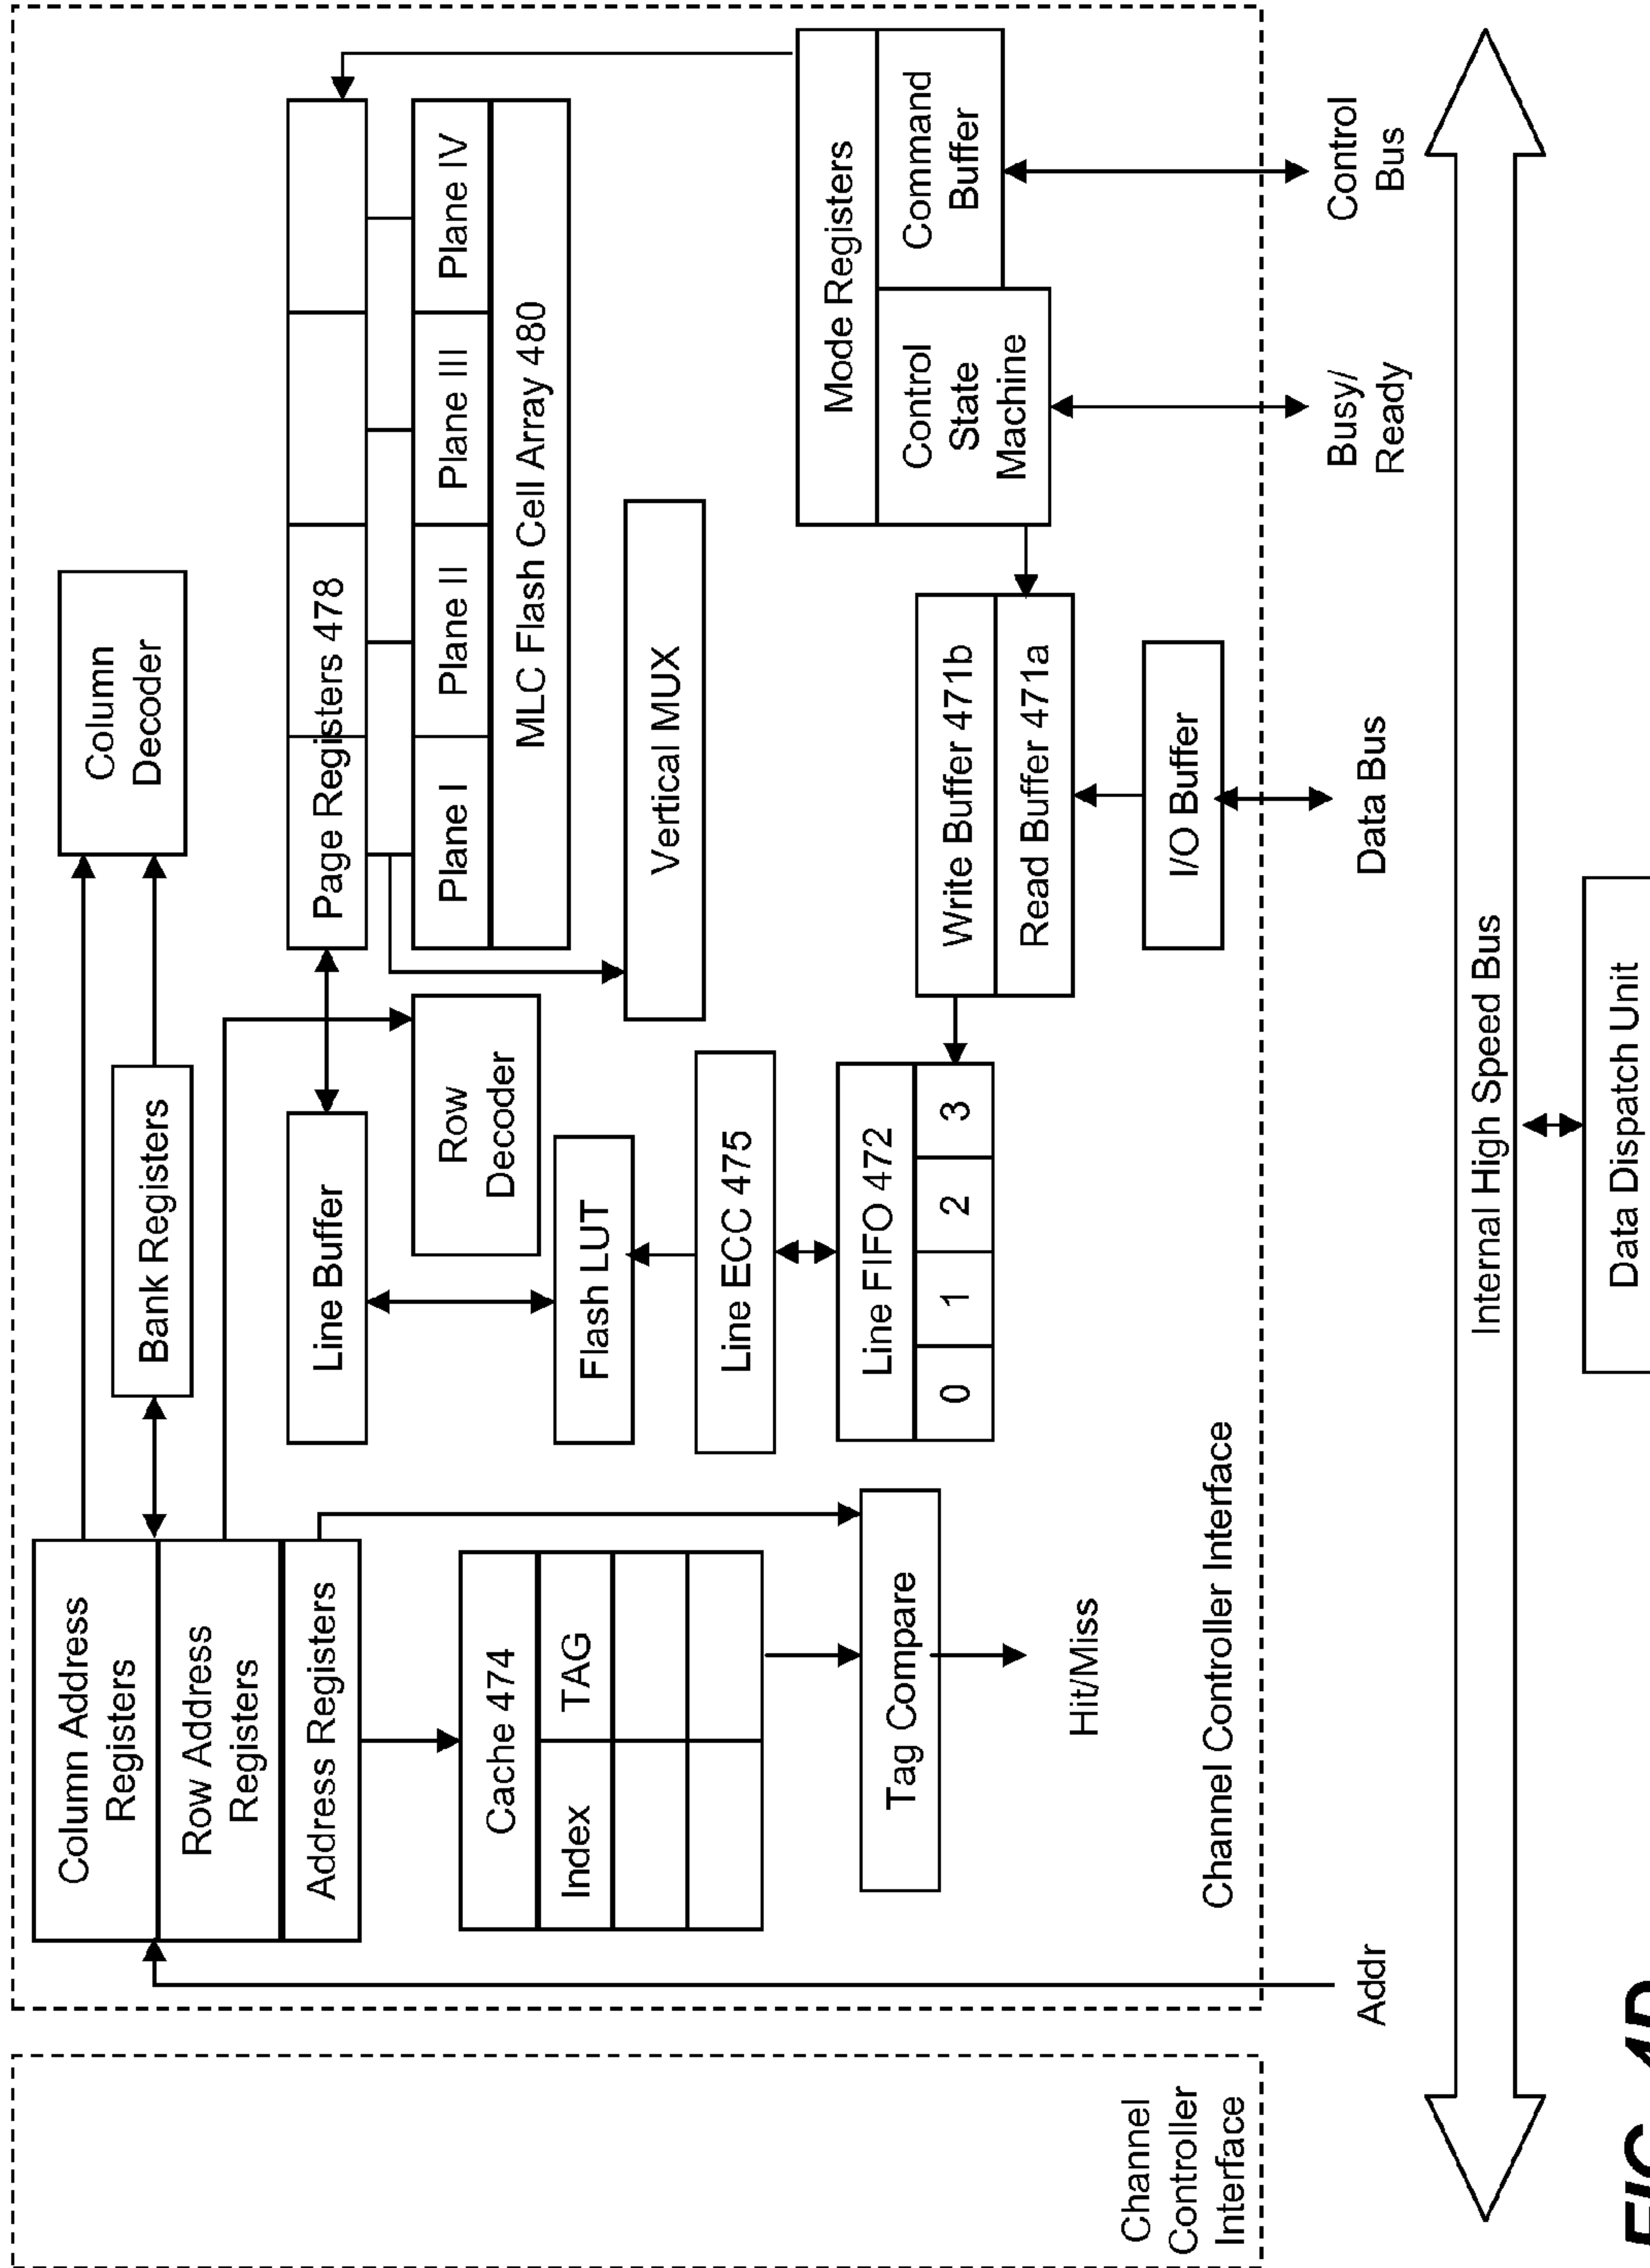 Channel
Controller
Interface
Column Address
Registers
Row Address
Registers
Address Registers
Bank Registers
Column
Decoder
Line Buffer
Page Registers 478
Row
Decoder
Plane I
Plane II
Plane III
Plane IV
MLC Flash Cell Array 480
Cache 474
Index
TAG
Flash LUT
Vertical MUX
Line ECC 475
Mode Registers
Control
State
Machine
Command
Buffer
Tag Compare
Line FIFO 472
0
1
2
3
Write Buffer 471b
Read Buffer 471a
Hit/Miss
I/O Buffer
Channel Controller Interface
Addr
Data Bus
Busy/
Ready
Control
Bus
Internal High Speed Bus
Data Dispatch Unit
FIG. 4D